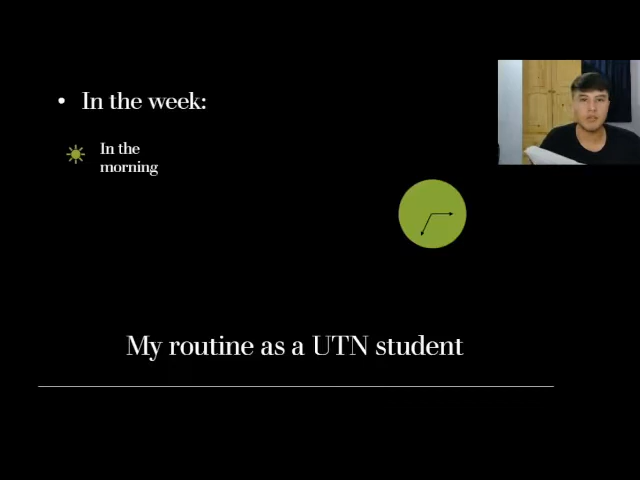 • In the week:
In the
morning
My routine as a UTN student